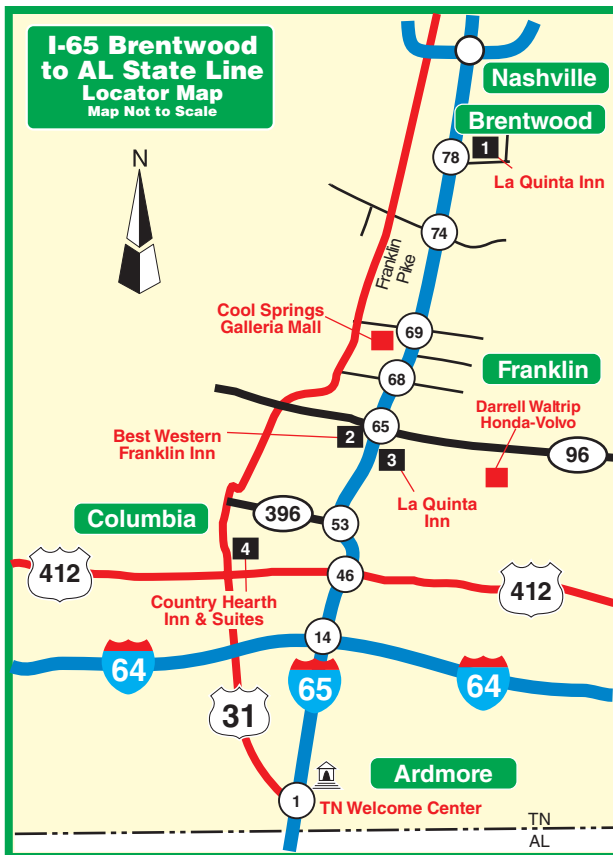 I-65 Brentwood
to AL State Line
Locator Map
Map Not to Scale
Nashville
Brentwood
N
1
78
La Quinta Inn
74
Franklin
Pike
Cool Springs
Galleria Mall
69
68
Franklin
65
Darrell Waltrip
Honda-Volvo
2
Best Western
Franklin Inn
3
96
La Quinta
Inn
396
Columbia
53
4
412
46
412
Country Hearth
Inn & Suites
14
64
65
64
31
Ardmore
1
TN Welcome Center
TN
AL